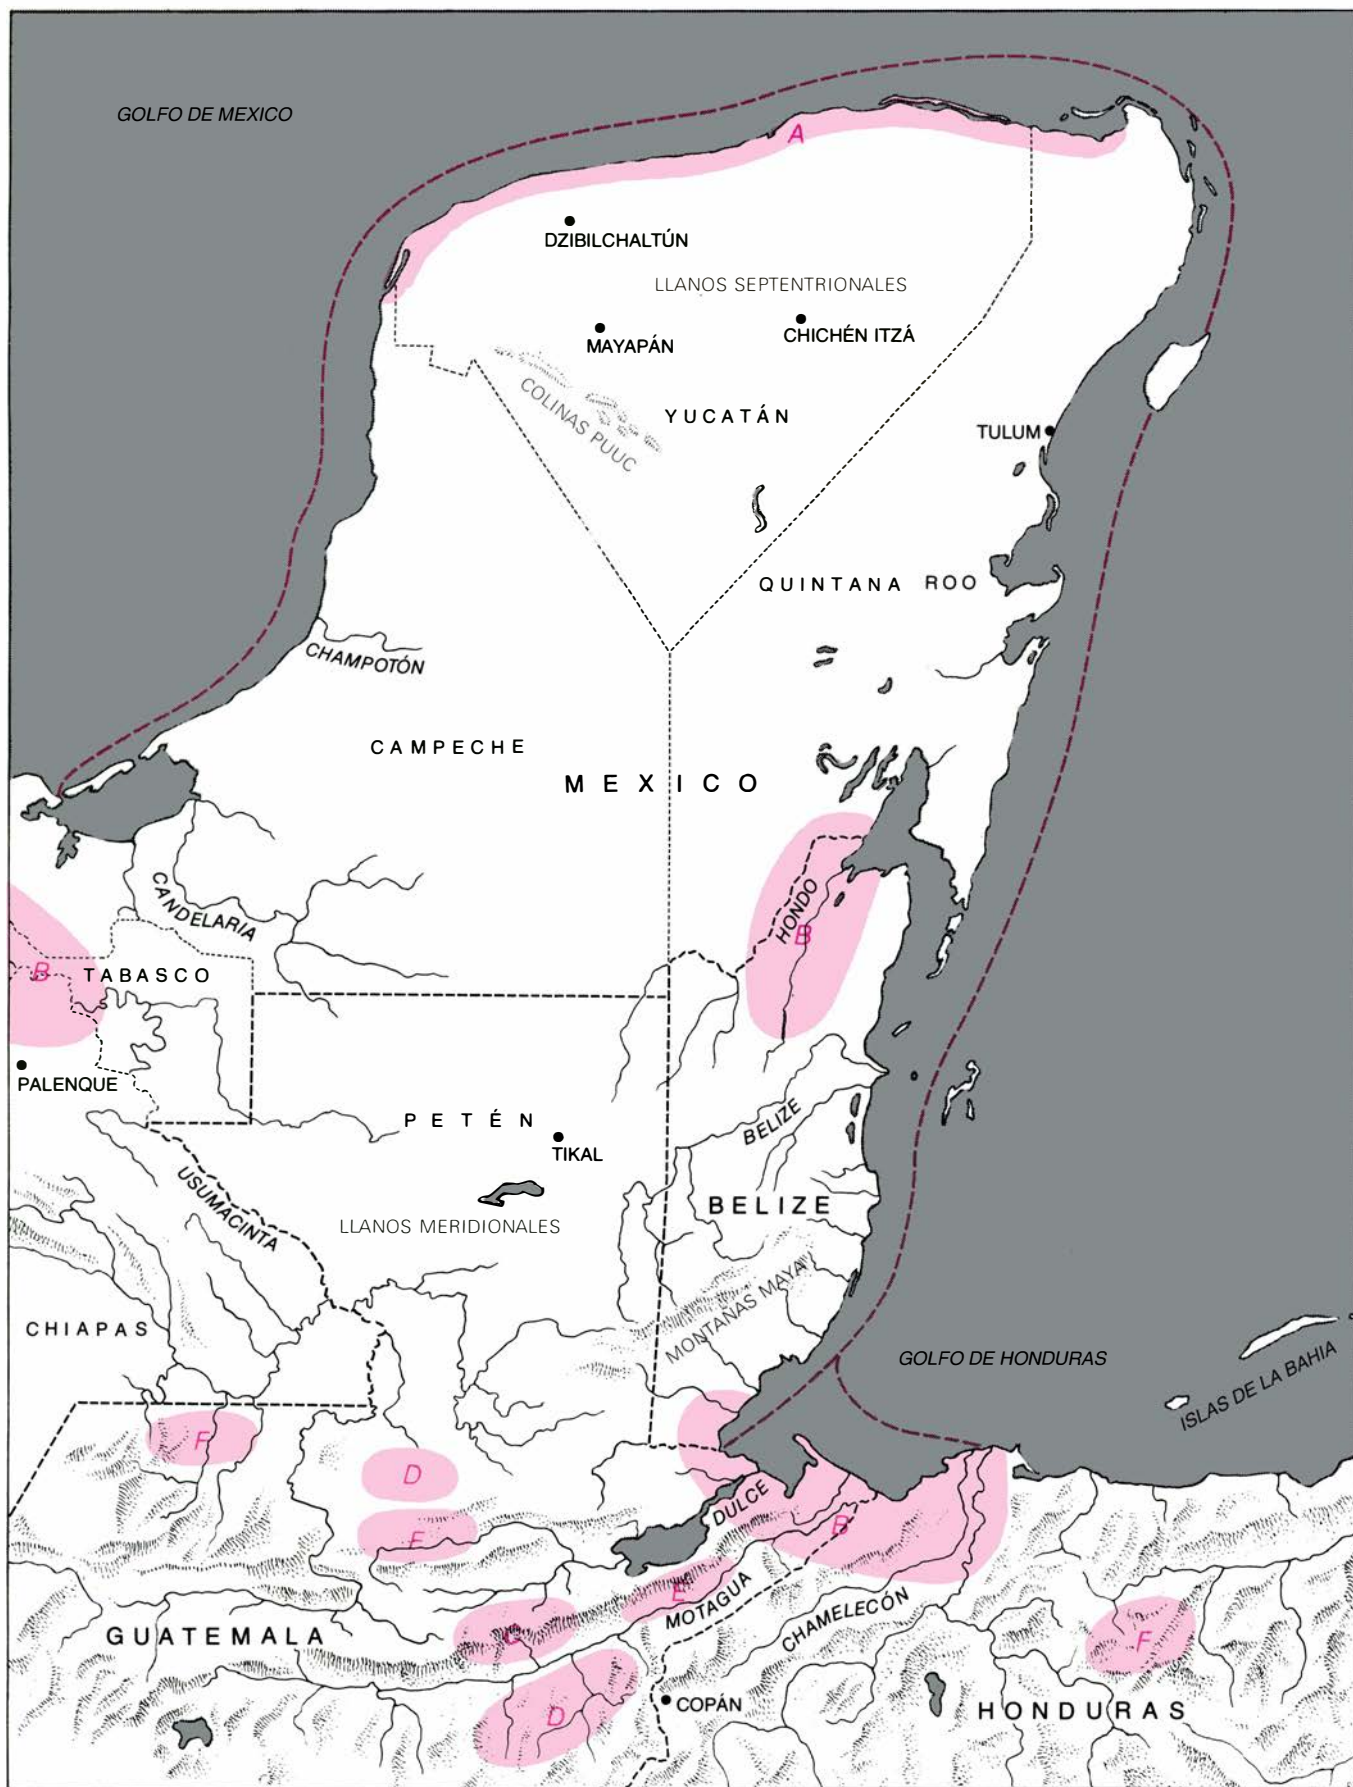 GOLFO DE MEXICO
A
DZIBILCHALTÚN
LLANOS SEPTENTRIONALES
MAYAPÁN
CHICHÉN ITZÁ
COLINAS PUUC
YUCATÁN
TULUM
QUINTANA ROO
CHAMPOTÓN
CAMPECHE
MEXICO
CANDELARIA
HONDO
B
B
TABASCO
PALENQUE
PETÉN
BELIZE
TIKAL
USUMACINTA
BELIZE
LLANOS MERIDIONALES
MONTAÑAS MAYA
CHIAPAS
GOLFO DE HONDURAS
ISLAS DE LA BAHIA
F
D
DULCE
B
E
E
MOTAGUA
CHAMELECÓN
GUATEMALA
C
F
COPÁN
D
HONDURAS